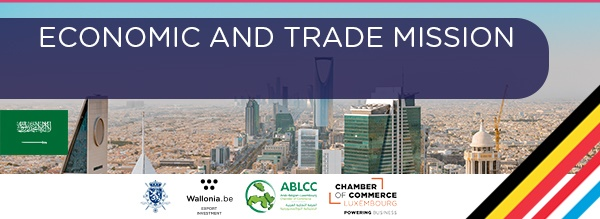 ECONOMIC AND TRADE MISSION
Wallonia.be
EXPORT
INVESTMENT
ABLCC
CHAMBER
OF COMMERCE
LUXEMBOURG
POWERING BUSINESS